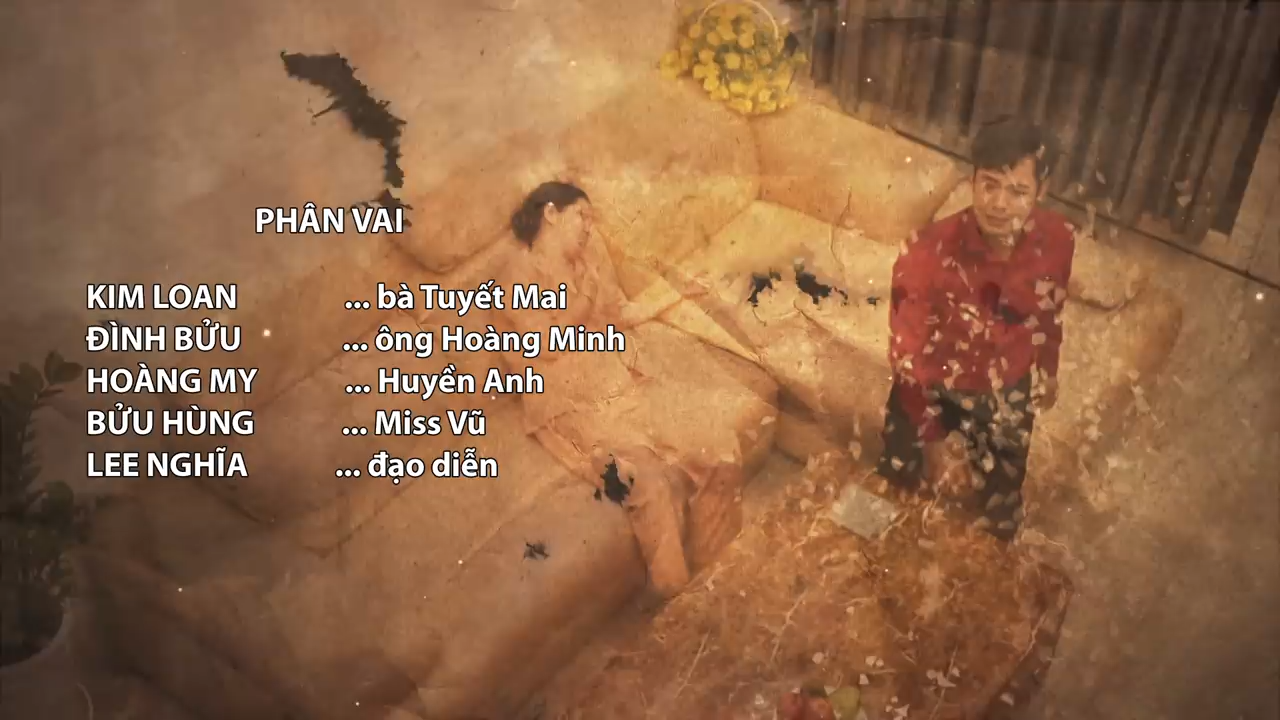 PHÂN VAI
KIM LOAN ... bà Tuyết Mai
ĐÌNH BỬU ... ông Hoàng Minh
HOÀNG MY ... Huyền Anh
BỬU HÙNG ... Miss Vũ
LEE NGHĨA ... đạo diễn